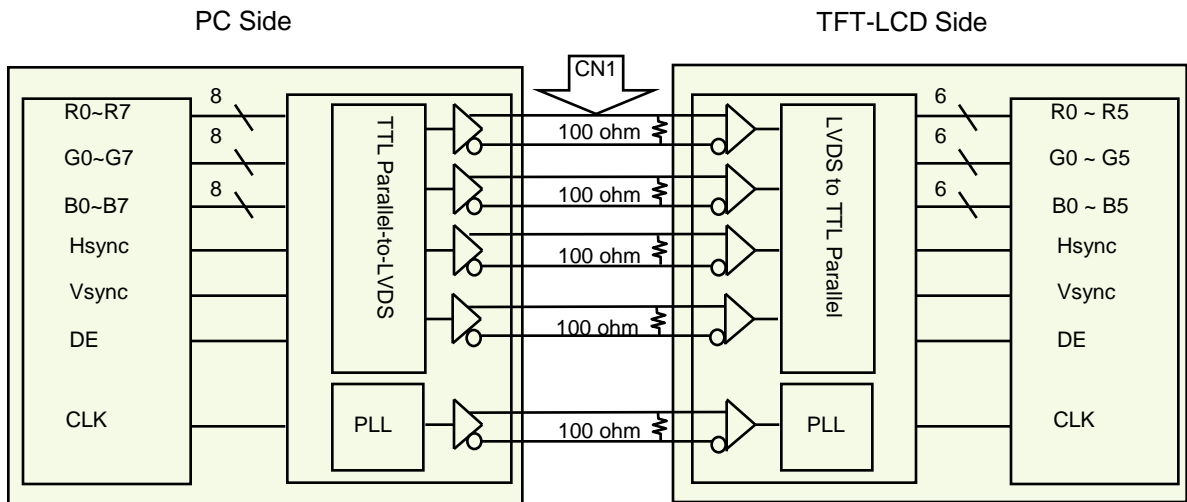 PC Side
TFT-LCD Side
CN1
8
R0~R7
8
G0~G7
8
B0~B7
Hsync
Vsync
DE
CLK
TTL Parallel-to-LVDS
PLL
100 ohm
100 ohm
100 ohm
100 ohm
100 ohm
LVDS to TTL Parallel
PLL
6
R0 ~ R5
6
G0 ~ G5
6
B0 ~ B5
Hsync
Vsync
DE
CLK